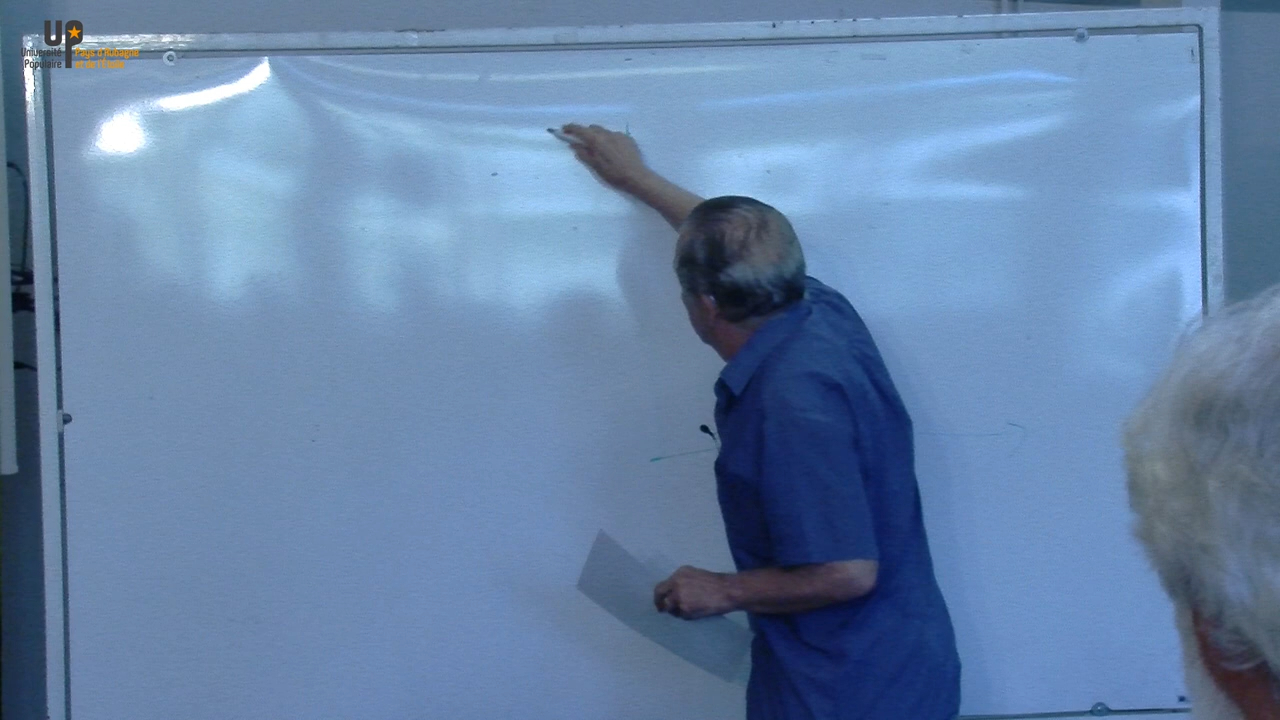 UP
Université
Populaire
Pays d'Aubagne
et de l'Étoile